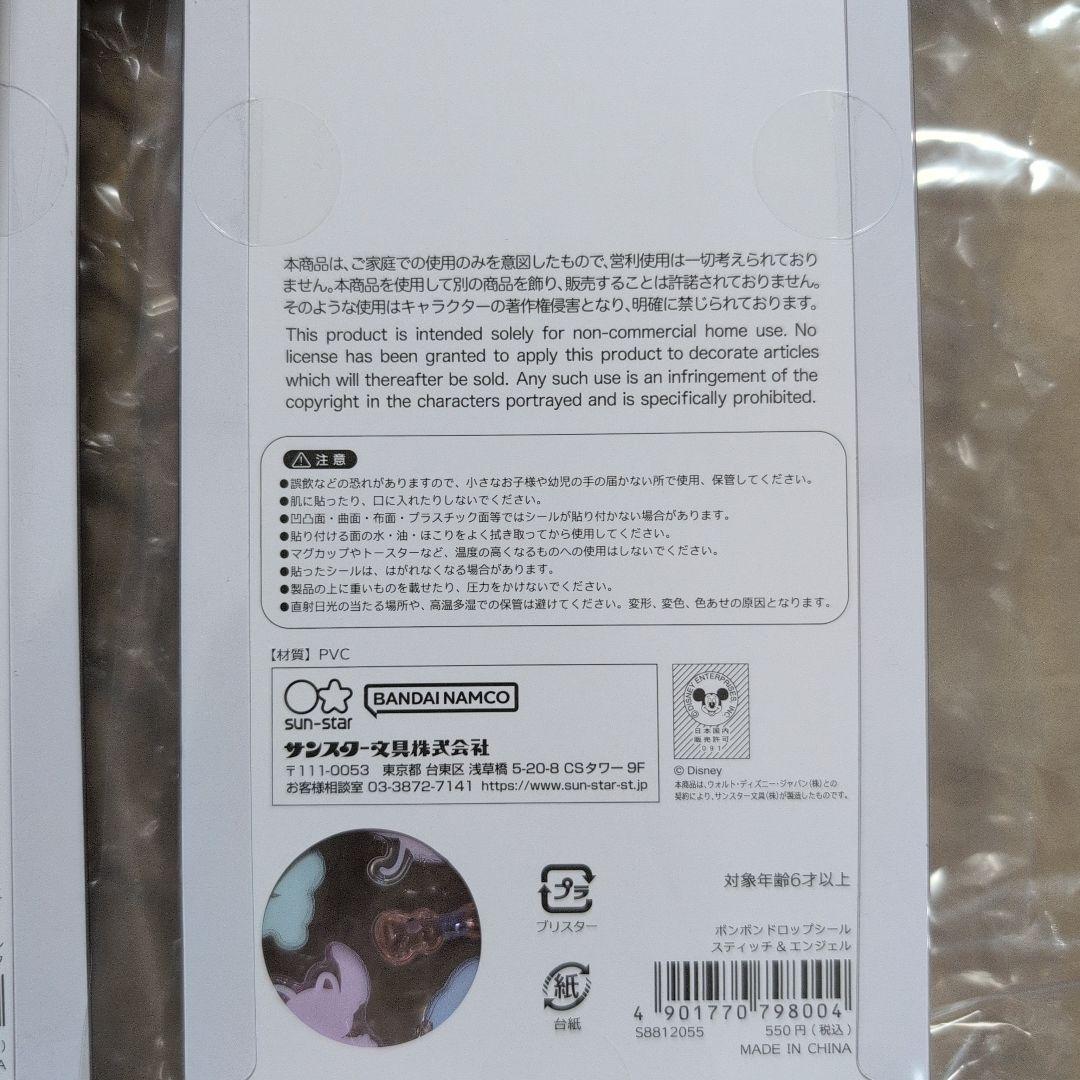 本商品は、ご家庭での使用のみを意図したもので、営利使用は一切考えられており
ません。本商品を使用して別の商品を飾り、販売することは許諾されておりません。
そのような使用はキャラクターの著作権侵害となり、明確に禁じられております。
This product is intended solely for non-commercial home use. No
license has been granted to apply this product to decorate articles
which will thereafter be sold. Any such use is an infringement of the
copyright in the characters portrayed and is specifically prohibited.
注意
●誤飲などの恐れがありますので、小さなお子様や幼児の手の届かない所で使用、保管してください。
●肌に貼ったり、口に入れたりしないでください。
●凹凸面・曲面・布面・プラスチック面等ではシールが貼り付かない場合があります。
●貼り付ける面の水・油・ほこりをよく拭き取ってから使用してください。
●マグカップやトースターなど、温度の高くなるものへの使用はしないでください。
●貼ったシールは、はがれなくなる場合があります。
●製品の上に重いものを載せたり、圧力をかけないでください。
●直射日光の当たる場所や、高温多湿での保管は避けてください。変形、変色、色あせの原因となります。
【材質】PVC
sun-star
BANDAI NAMCO
サンスター文具株式会社
〒111-0053 東京都 台東区 浅草橋 5-20-8 CSタワー 9F
お客様相談室 03-3872-7141 https://www.sun-star-st.jp
©DISNEY ENTERPRISES, INC.
日本国内
販売許可
091
© Disney
本商品は、ウォルト・ディズニー・ジャパン(株)との
契約により、サンスター文具(株)が製造したものです。
プラ
ブリスター
紙
台紙
対象年齢6才以上
ボンボンドロップシール
スティッチ&エンジェル
4 901770 798004
S8812055 550円(税込)
MADE IN CHINA